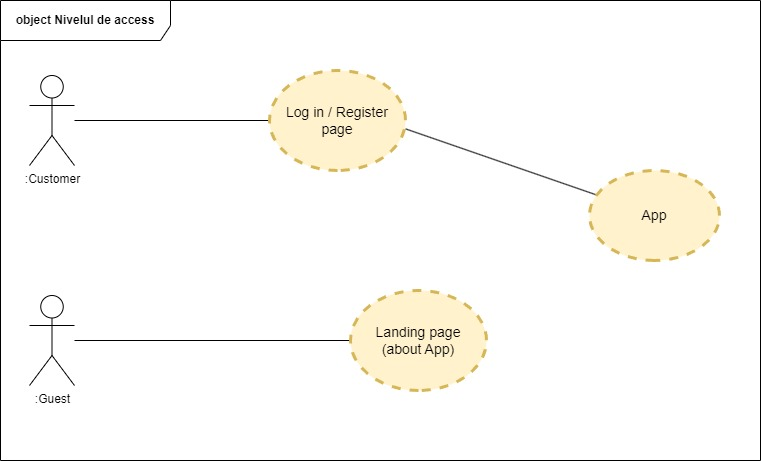 object Nivelul de access
Log in / Register
page
:Customer
App
Landing page
(about App)
:Guest